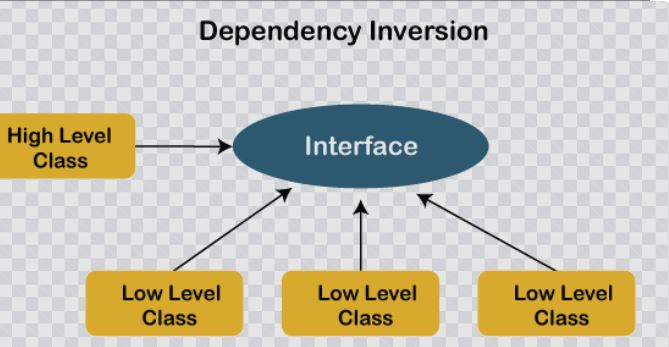 Dependency Inversion
High Level
Class
Interface
Low Level
Class
Low Level
Class
Low Level
Class